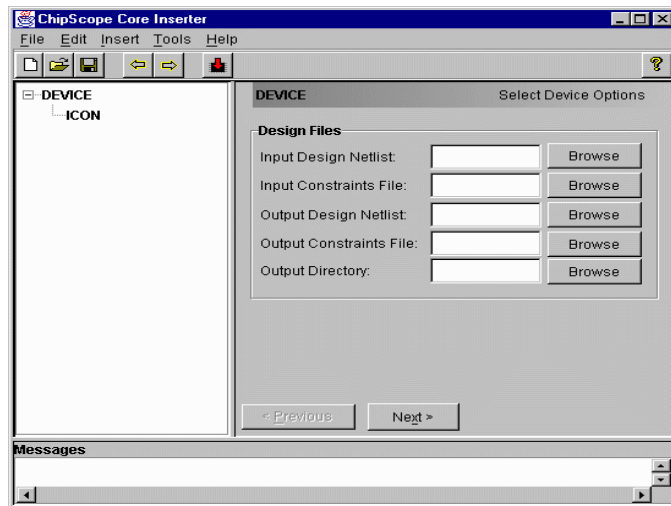 ChipScope Core Inserter
File Edit Insert Tools Help
DEVICE
ICON
DEVICE Select Device Options
Design Files
Input Design Netlist: Browse
Input Constraints File: Browse
Output Design Netlist: Browse
Output Constraints File: Browse
Output Directory: Browse
< Previous Next >
Messages